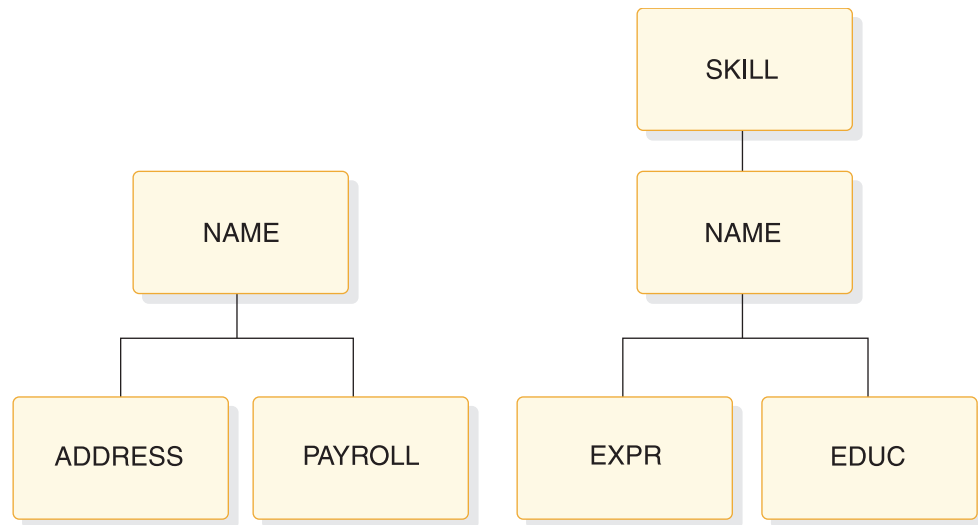 SKILL
NAME
NAME
ADDRESS
PAYROLL
EXPR
EDUC